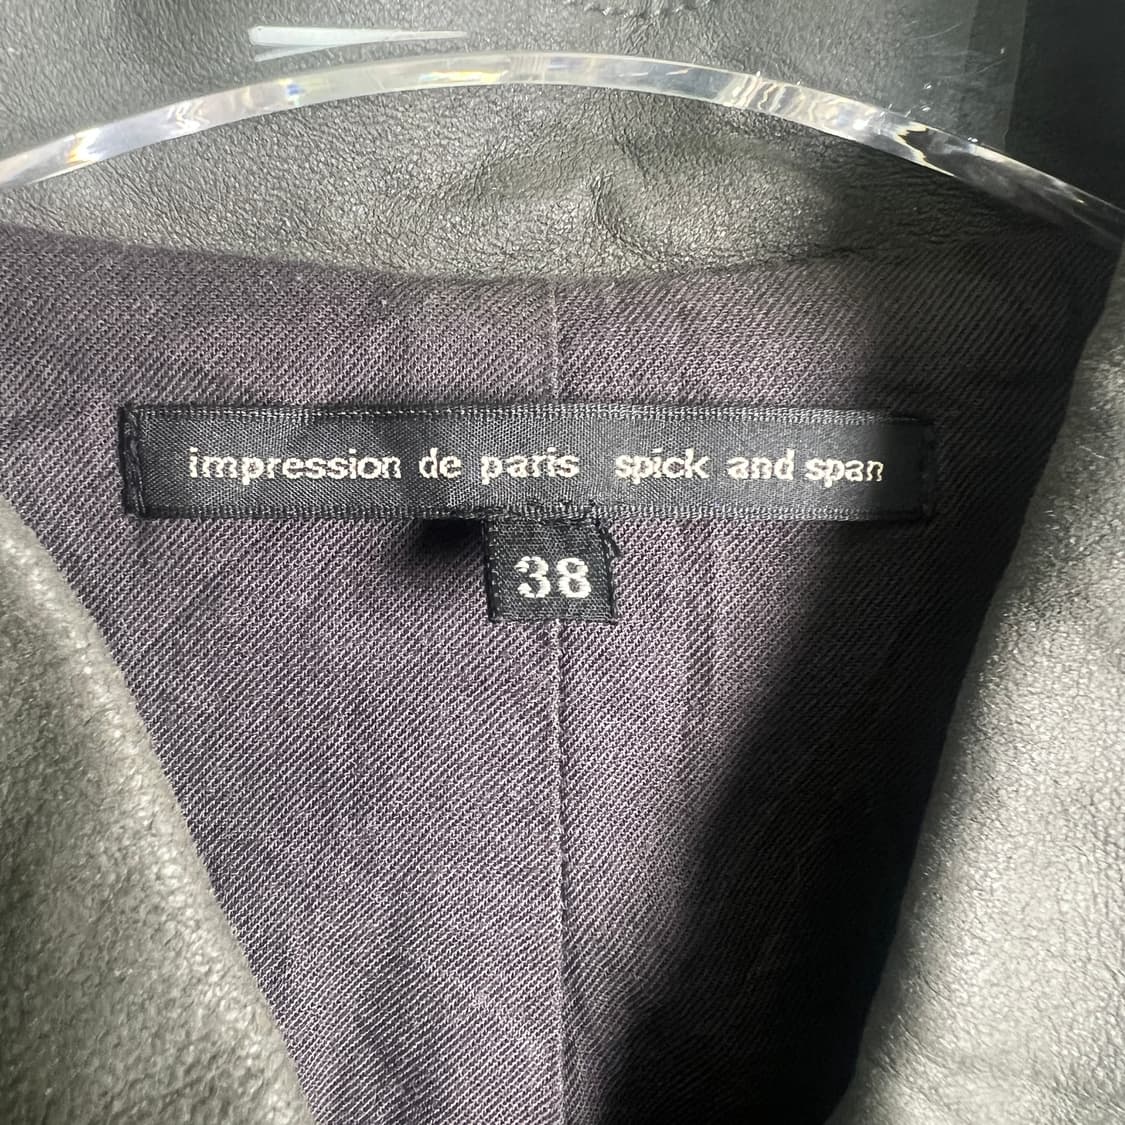 impression de paris spick and span
38